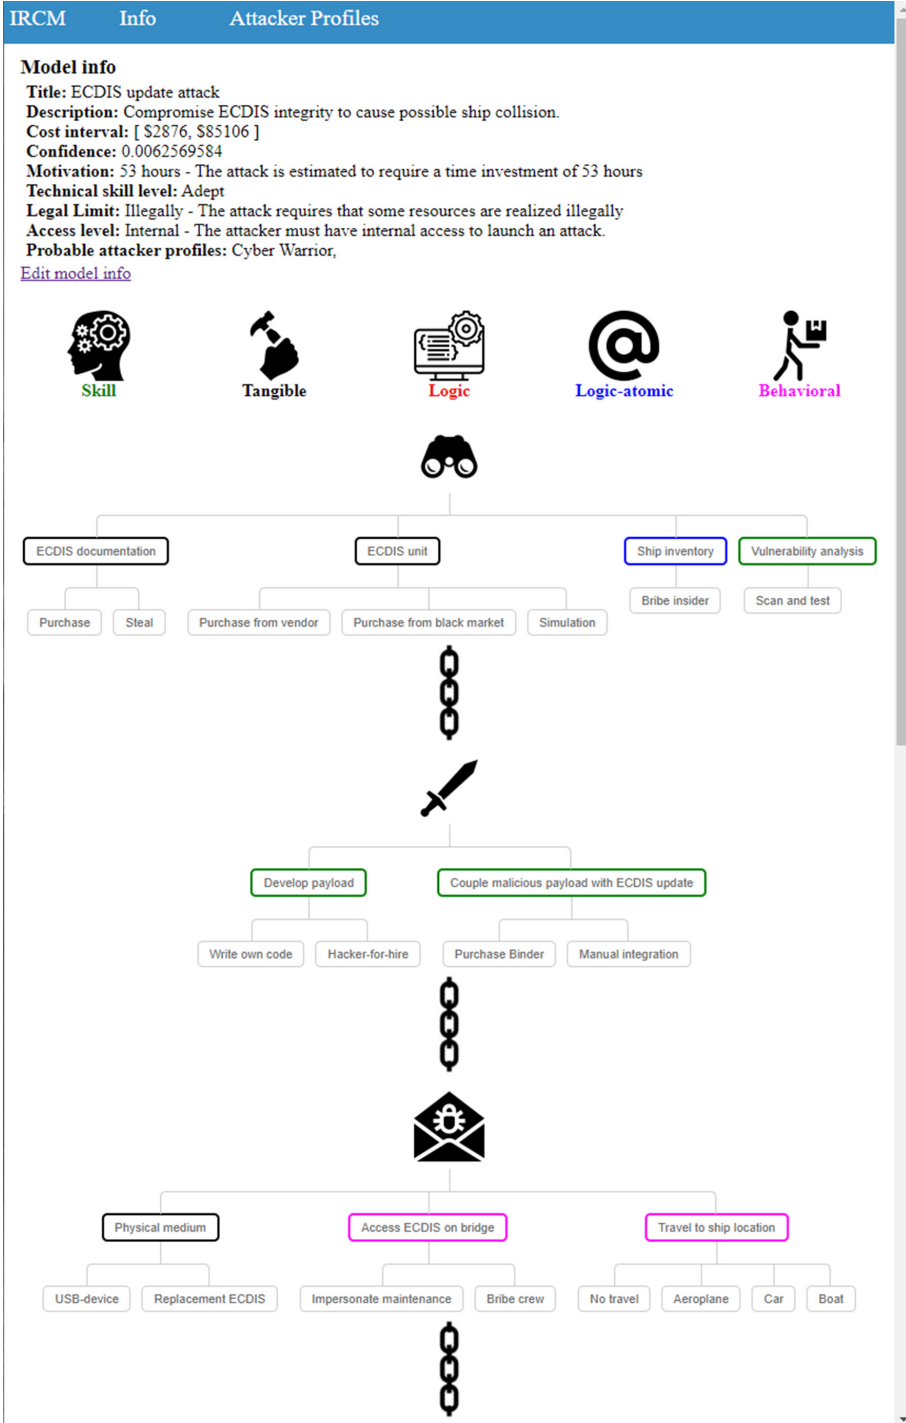 IRCM Info Attacker Profiles
Model info
Title: ECDIS update attack
Description: Compromise ECDIS integrity to cause possible ship collision.
Cost interval: [ $2876, $85106 ]
Confidence: 0.0062569584
Motivation: 53 hours - The attack is estimated to require a time investment of 53 hours
Technical skill level: Adept
Legal Limit: Illegally - The attack requires that some resources are realized illegally
Access level: Internal - The attacker must have internal access to launch an attack.
Probable attacker profiles: Cyber Warrior,
Edit model info
Skill Tangible Logic Logic-atomic Behavioral
ECDIS documentation ECDIS unit Ship inventory Vulnerability analysis
Bribe insider Scan and test
Purchase Steal Purchase from vendor Purchase from black market Simulation
Develop payload Couple malicious payload with ECDIS update
Write own code Hacker-for-hire Purchase Binder Manual integration
Physical medium Access ECDIS on bridge Travel to ship location
USB-device Replacement ECDIS Impersonate maintenance Bribe crew No travel Aeroplane Car Boat